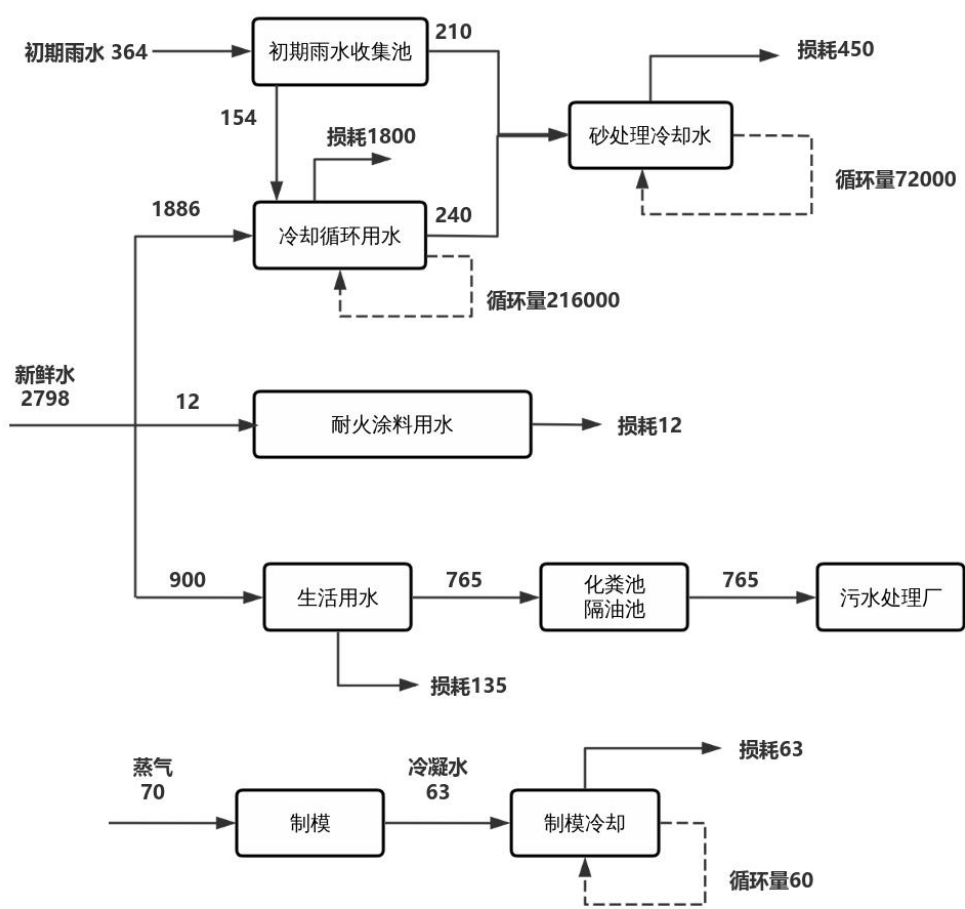 初期雨水 364
初期雨水收集池
210
损耗450
154
损耗1800
砂处理冷却水
循环量72000
1886
冷却循环用水
240
循环量216000
新鲜水
2798
12
耐火涂料用水
损耗12
900
生活用水
765
化粪池
隔油池
765
污水处理厂
损耗135
蒸气
70
制模
冷凝水
63
制模冷却
损耗63
循环量60